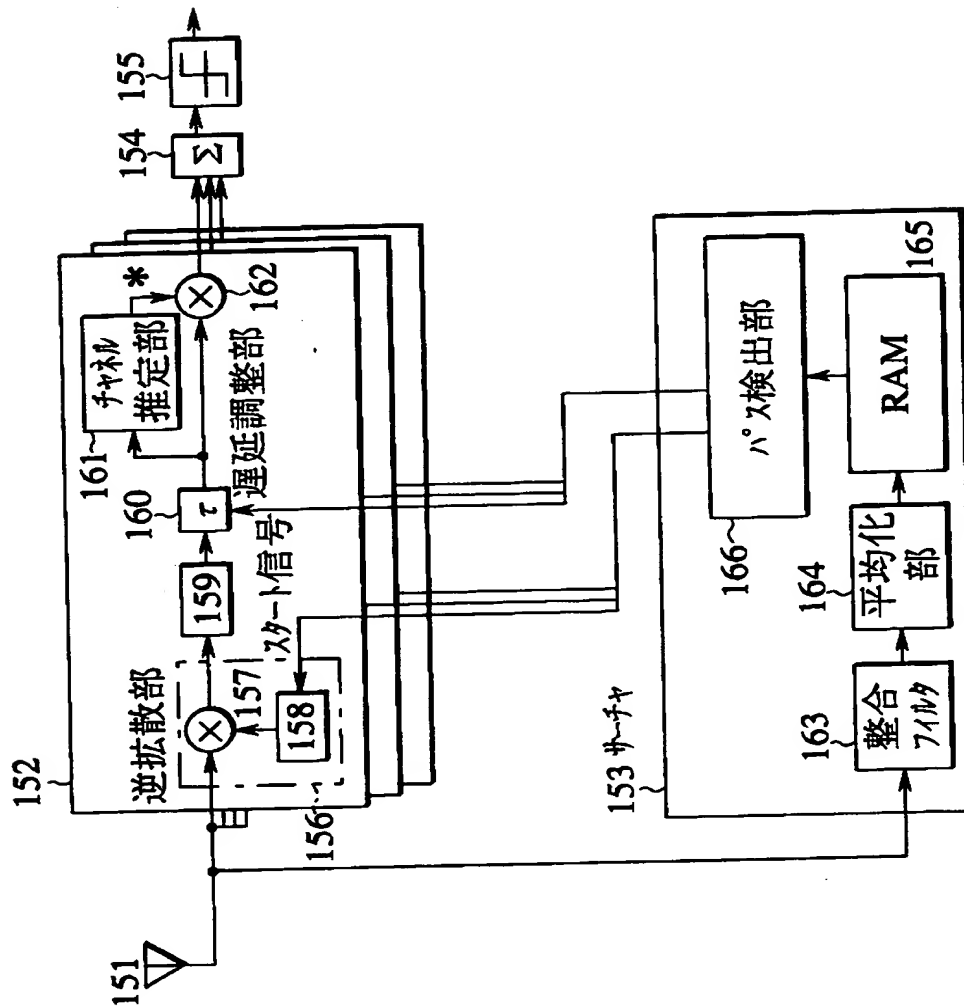 151
152
逆拡散部
156
157
158
スタート信号
159
160
τ
遅延調整部
161
チャネル
推定部
*
162
154
Σ
155
153 サーチャ
163
整合
フィルタ
164
平均化
部
RAM
165
パス検出部
166